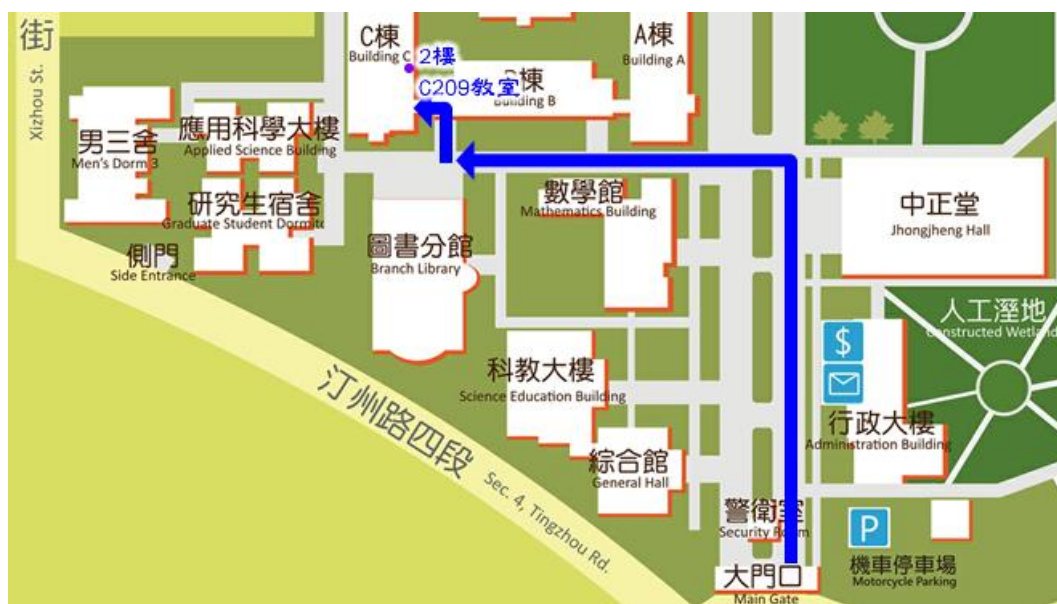 街
Xizhou St.
C棟
Building C
2樓
C209教室
棟
Building B
A棟
Building A
男三舍
Men's Dorm 3
應用科學大樓
Applied Science Building
研究生宿舍
Graduate Student Dormitc
側門
Side Entrance
圖書分館
Branch Library
數學館
Mathematics Building
中正堂
Jhongjheng Hall
人工溼地
Constructed Wetland
$
科教大樓
Science Education Building
行政大樓
Administration Building
綜合館
General Hall
汀州路四段
Sec. 4, Tingzhou Rd.
警衛室
Security Room
P
機車停車場
Motorcycle Parking
大門口
Main Gate